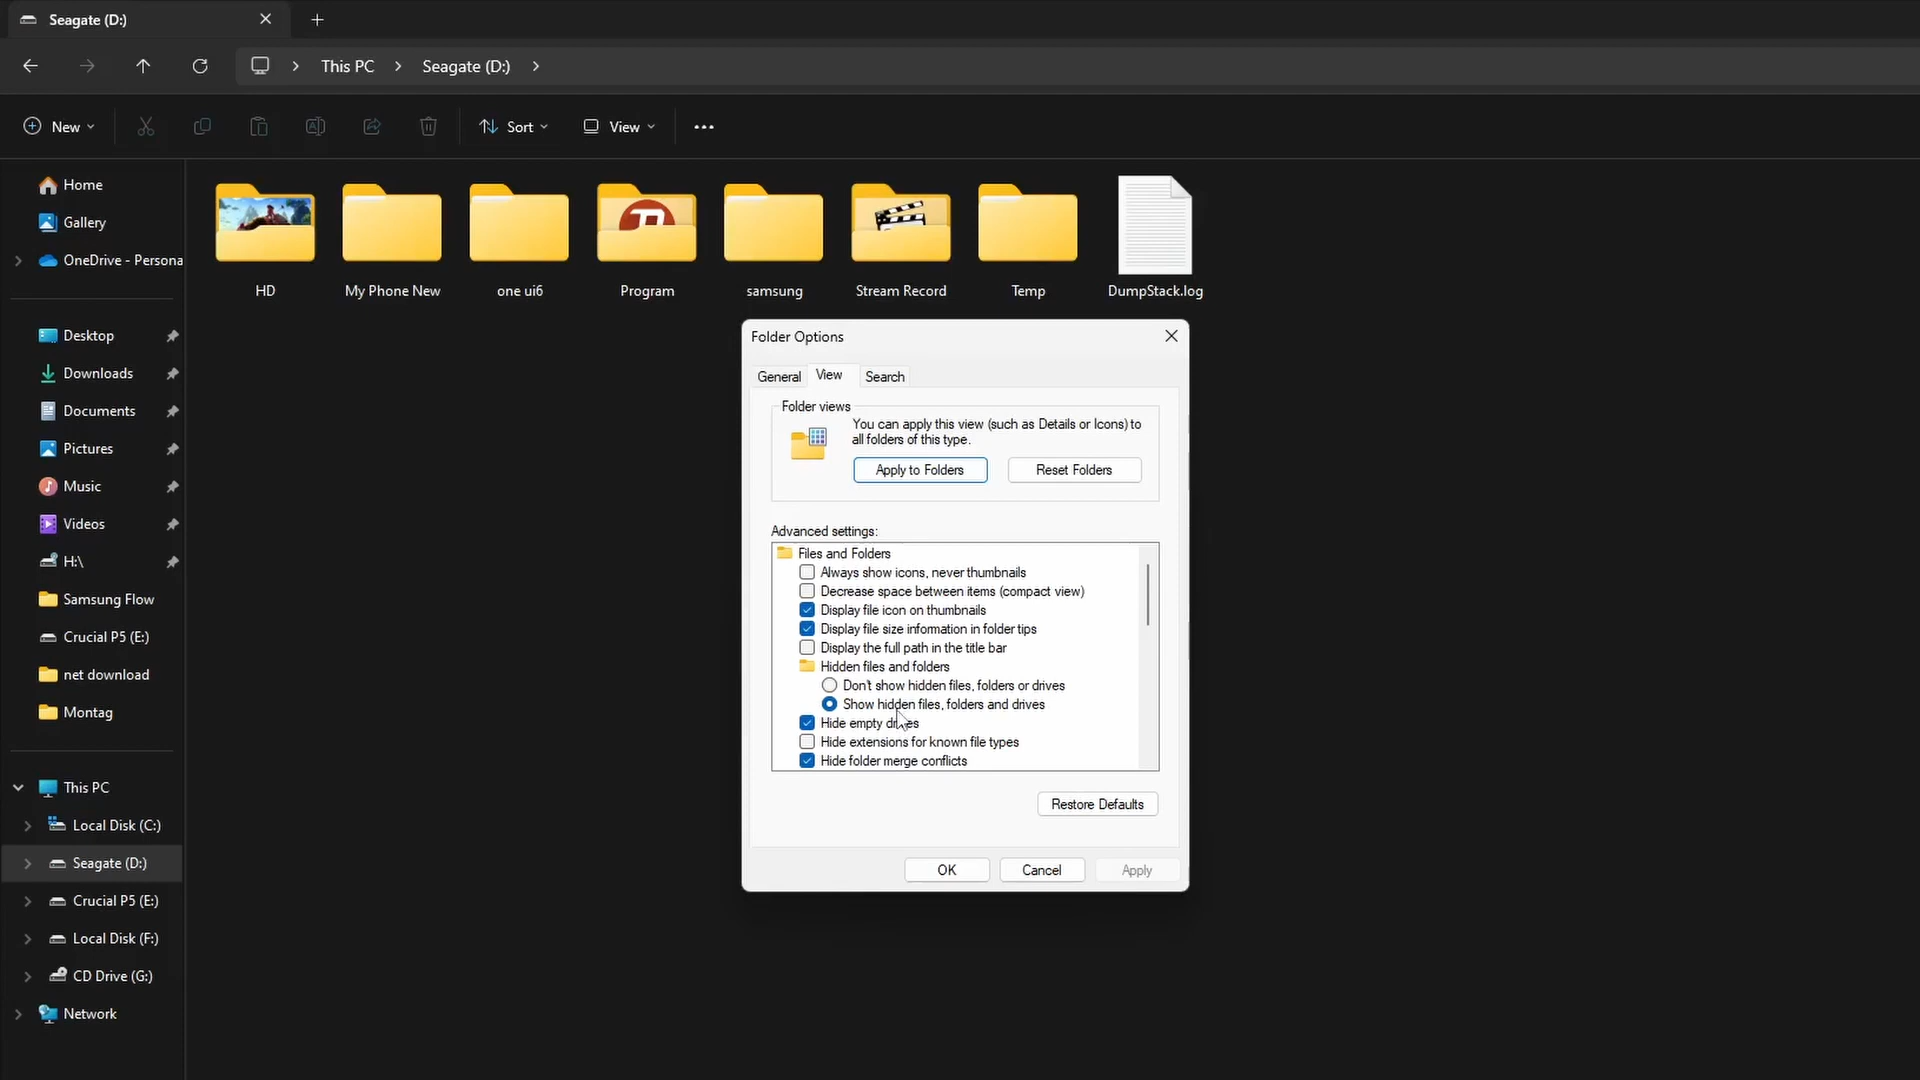 Seagate (D:)
This PC
Seagate (D:)
New
Sort
View
Home
Gallery
OneDrive - Persona
Desktop
Downloads
Documents
Pictures
Music
Videos
H:\
Samsung Flow
Crucial P5 (E:)
net download
Montag
This PC
Local Disk (C:)
Seagate (D:)
Crucial P5 (E:)
Local Disk (F:)
CD Drive (G:)
Network
HD
My Phone New
one ui6
Program
samsung
Stream Record
Temp
DumpStack.log
Folder Options
General
View
Search
Folder views
You can apply this view (such as Details or Icons) to
all folders of this type.
Apply to Folders
Reset Folders
Advanced settings:
Files and Folders
Always show icons, never thumbnails
Decrease space between items (compact view)
Display file icon on thumbnails
Display file size information in folder tips
Display the full path in the title bar
Hidden files and folders
Don't show hidden files, folders or drives
Show hidden files, folders and drives
Hide empty drives
Hide extensions for known file types
Hide folder merge conflicts
Restore Defaults
OK
Cancel
Apply